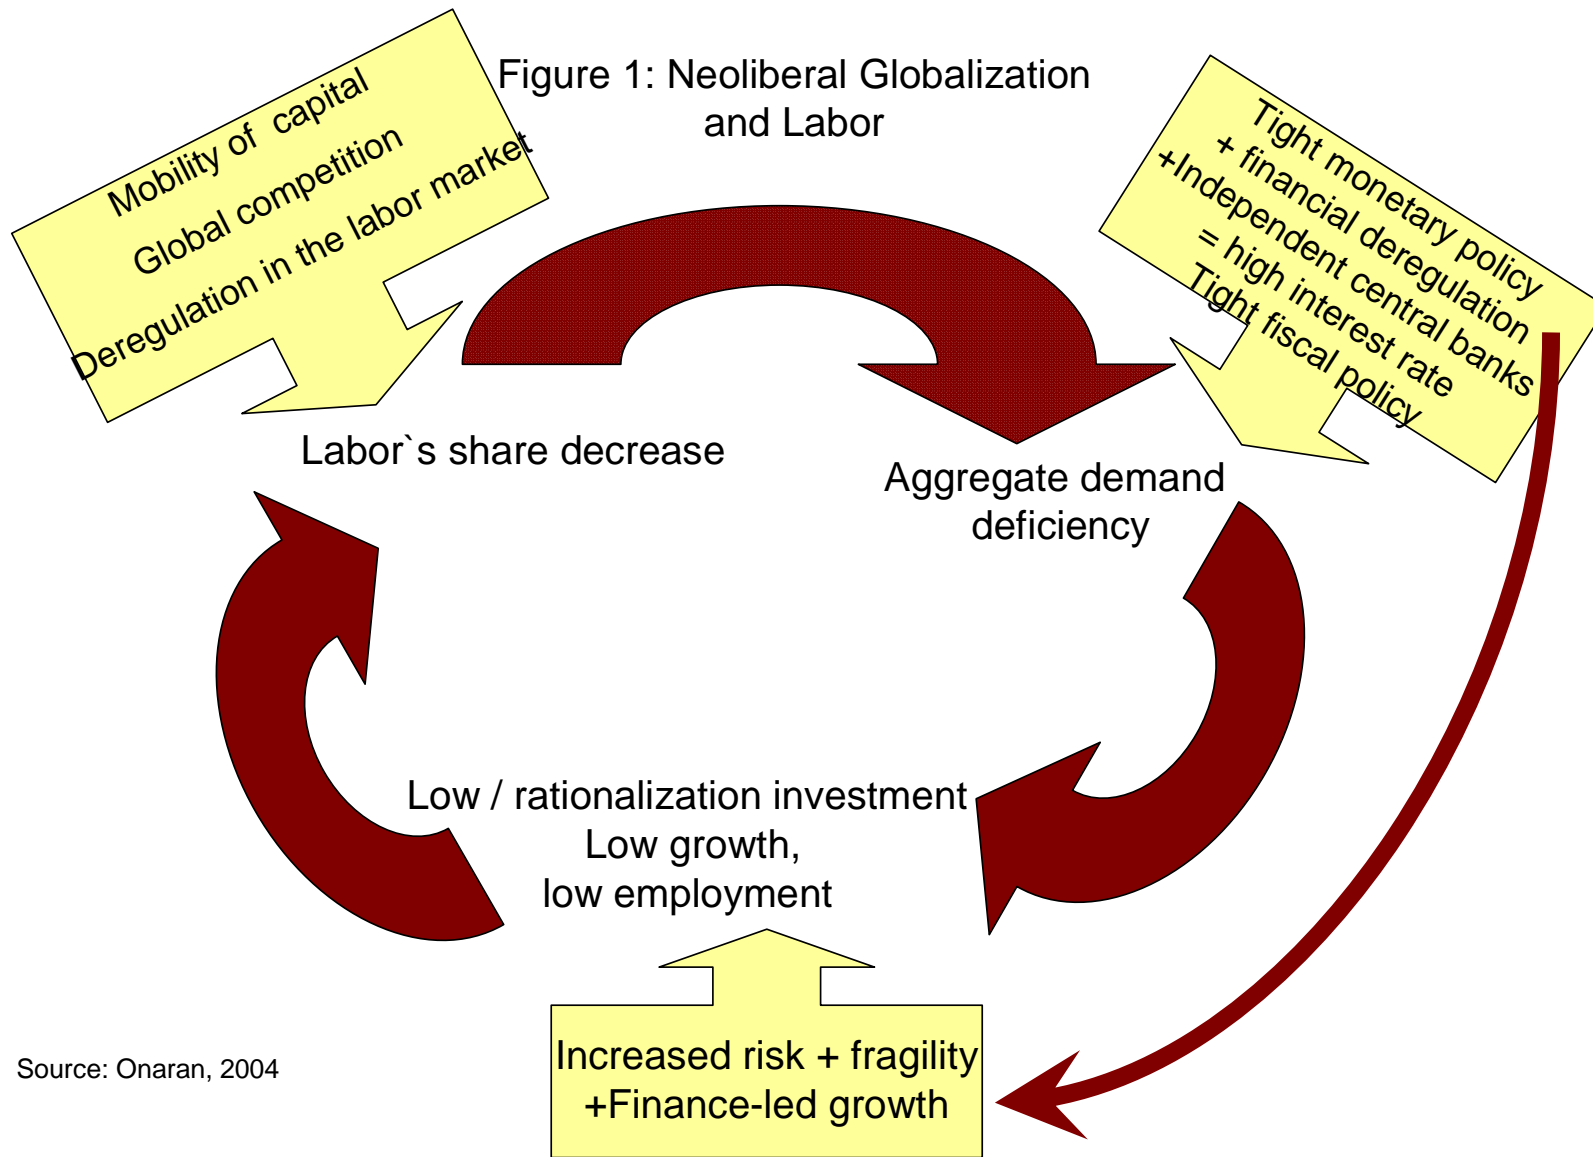 Figure 1: Neoliberal Globalization
and Labor
Mobility of capital
Global competition
Deregulation in the labor market
Tight monetary policy
+ financial deregulation
+Independent central banks
= high interest rate
Tight fiscal policy
Labor`s share decrease
Aggregate demand
deficiency
Low / rationalization investment
Low growth,
low employment
Increased risk + fragility
+Finance-led growth
Source: Onaran, 2004